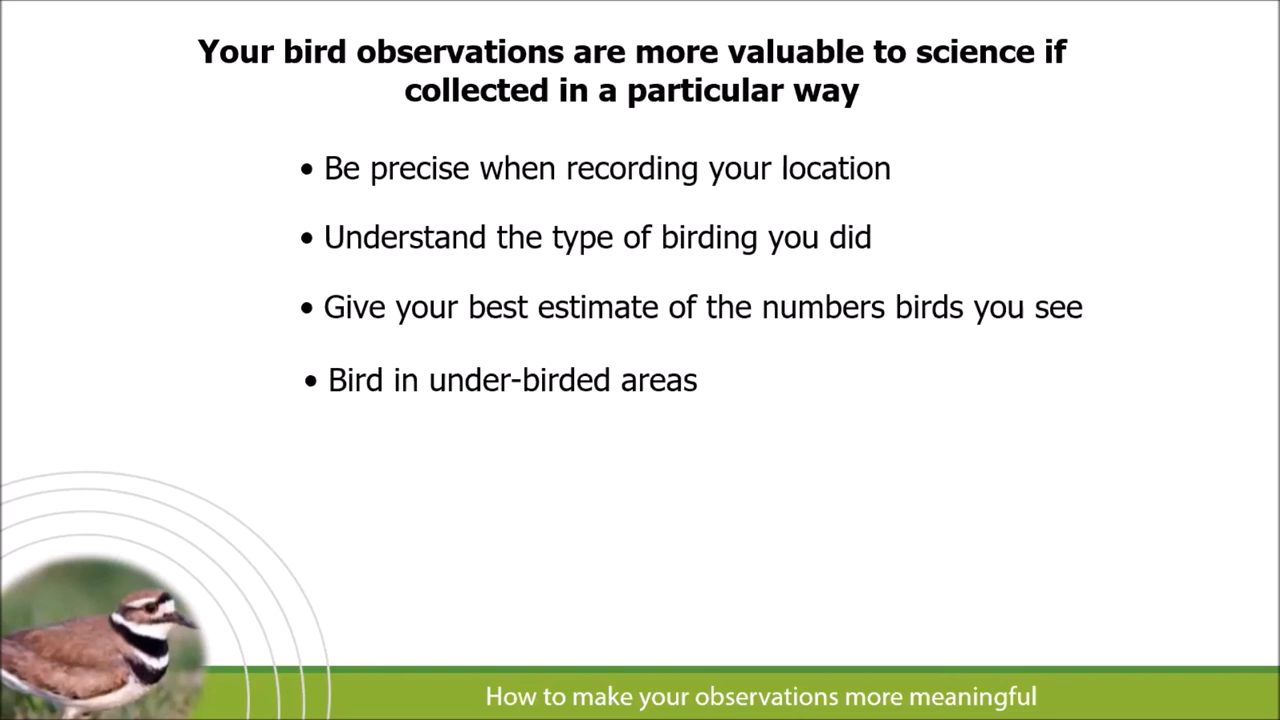 Your bird observations are more valuable to science if
collected in a particular way
• Be precise when recording your location
• Understand the type of birding you did
• Give your best estimate of the numbers birds you see
• Bird in under-birded areas
How to make your observations more meaningful